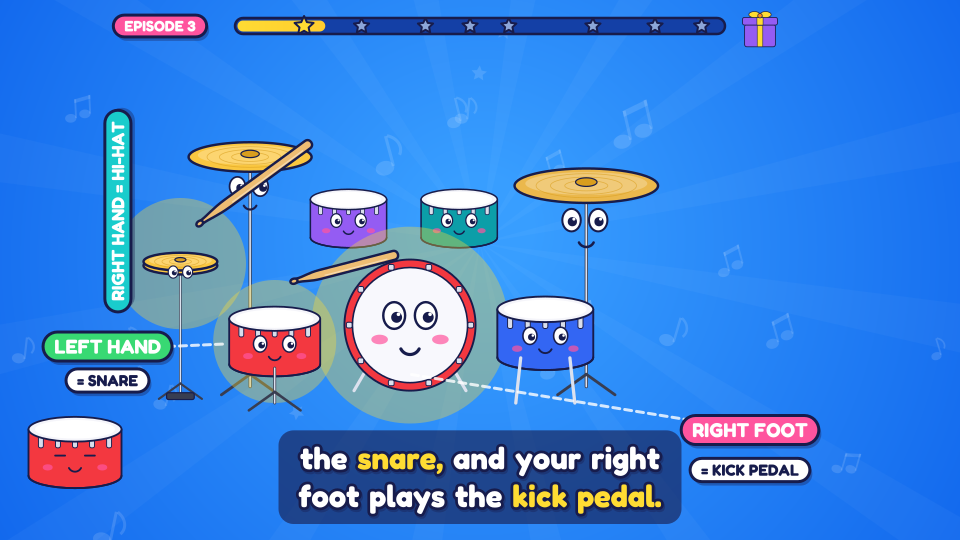 EPISODE 3
RIGHT HAND = HI-HAT
LEFT HAND
= SNARE
RIGHT FOOT
= KICK PEDAL
the snare, and your right
foot plays the kick pedal.